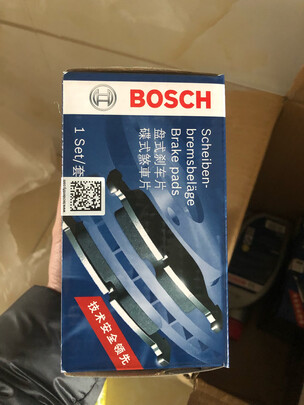 BOSCH
Scheiben-
bremsbeläge
Brake pads
盘式刹车片
碟式煞車片
1 Set/套
技术安全领先